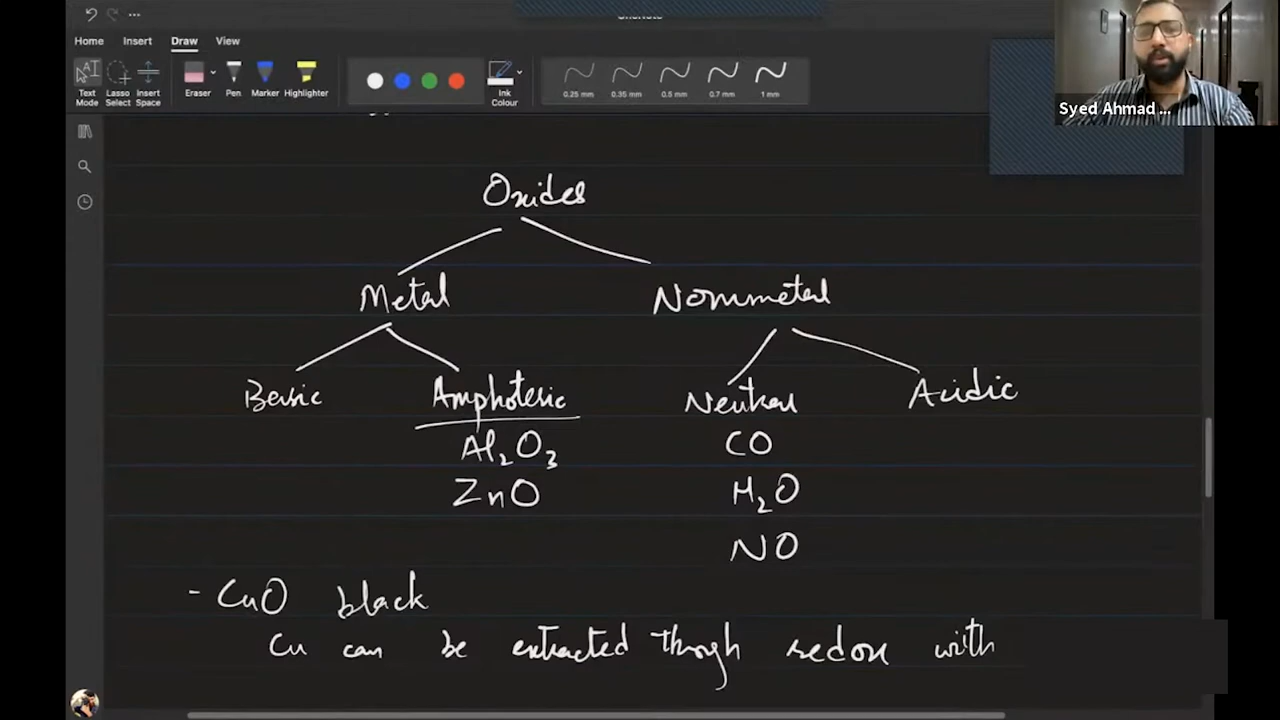 OneNote
Home Insert Draw View
Text Mode
Lasso Select
Insert Space
Eraser
Pen
Marker
Highlighter
Ink Colour
0.25 mm
0.35 mm
0.5 mm
0.7 mm
1 mm
Syed Ahmad ...
Oxides
Metal Nonmetal
Basic Amphoteric Neutral Acidic
Al2O3 CO
ZnO H2O
NO
- CuO black
Cu can be extracted through redox with